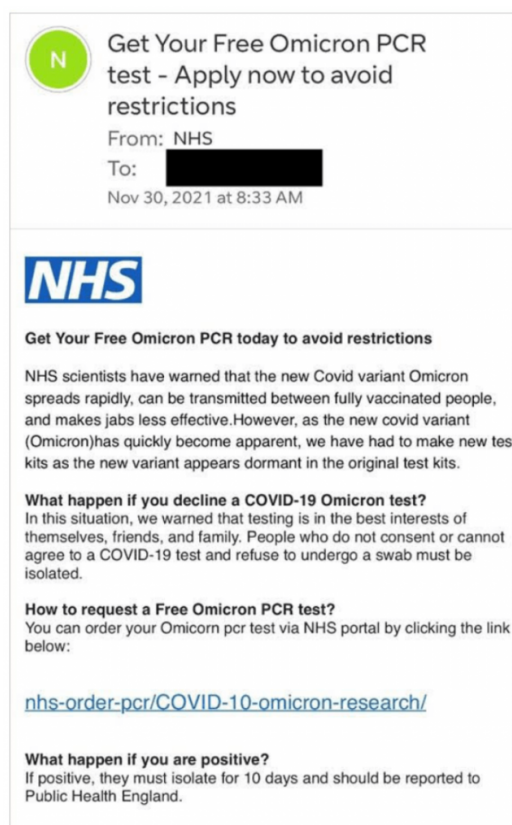 N
Get Your Free Omicron PCR
test - Apply now to avoid
restrictions
From: NHS
To:
Nov 30, 2021 at 8:33 AM
NHS
Get Your Free Omicron PCR today to avoid restrictions
NHS scientists have warned that the new Covid variant Omicron
spreads rapidly, can be transmitted between fully vaccinated people,
and makes jabs less effective.However, as the new covid variant
(Omicron)has quickly become apparent, we have had to make new tes
kits as the new variant appears dormant in the original test kits.
What happen if you decline a COVID-19 Omicron test?
In this situation, we warned that testing is in the best interests of
themselves, friends, and family. People who do not consent or cannot
agree to a COVID-19 test and refuse to undergo a swab must be
isolated.
How to request a Free Omicron PCR test?
You can order your Omicorn pcr test via NHS portal by clicking the link
below:
nhs-order-pcr/COVID-10-omicron-research/
What happen if you are positive?
If positive, they must isolate for 10 days and should be reported to
Public Health England.